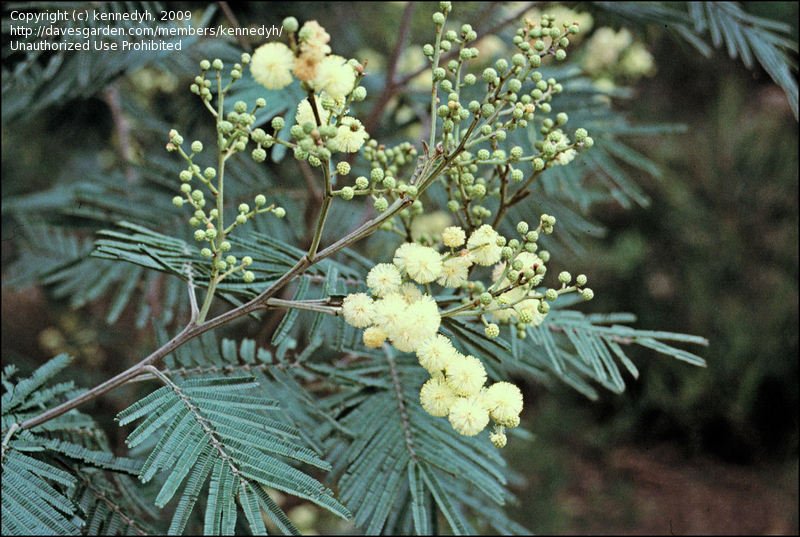 Copyright © kennedyh, 2009
http://davesgarden.com/members/kennedyh/
Unauthorized Use Prohibited